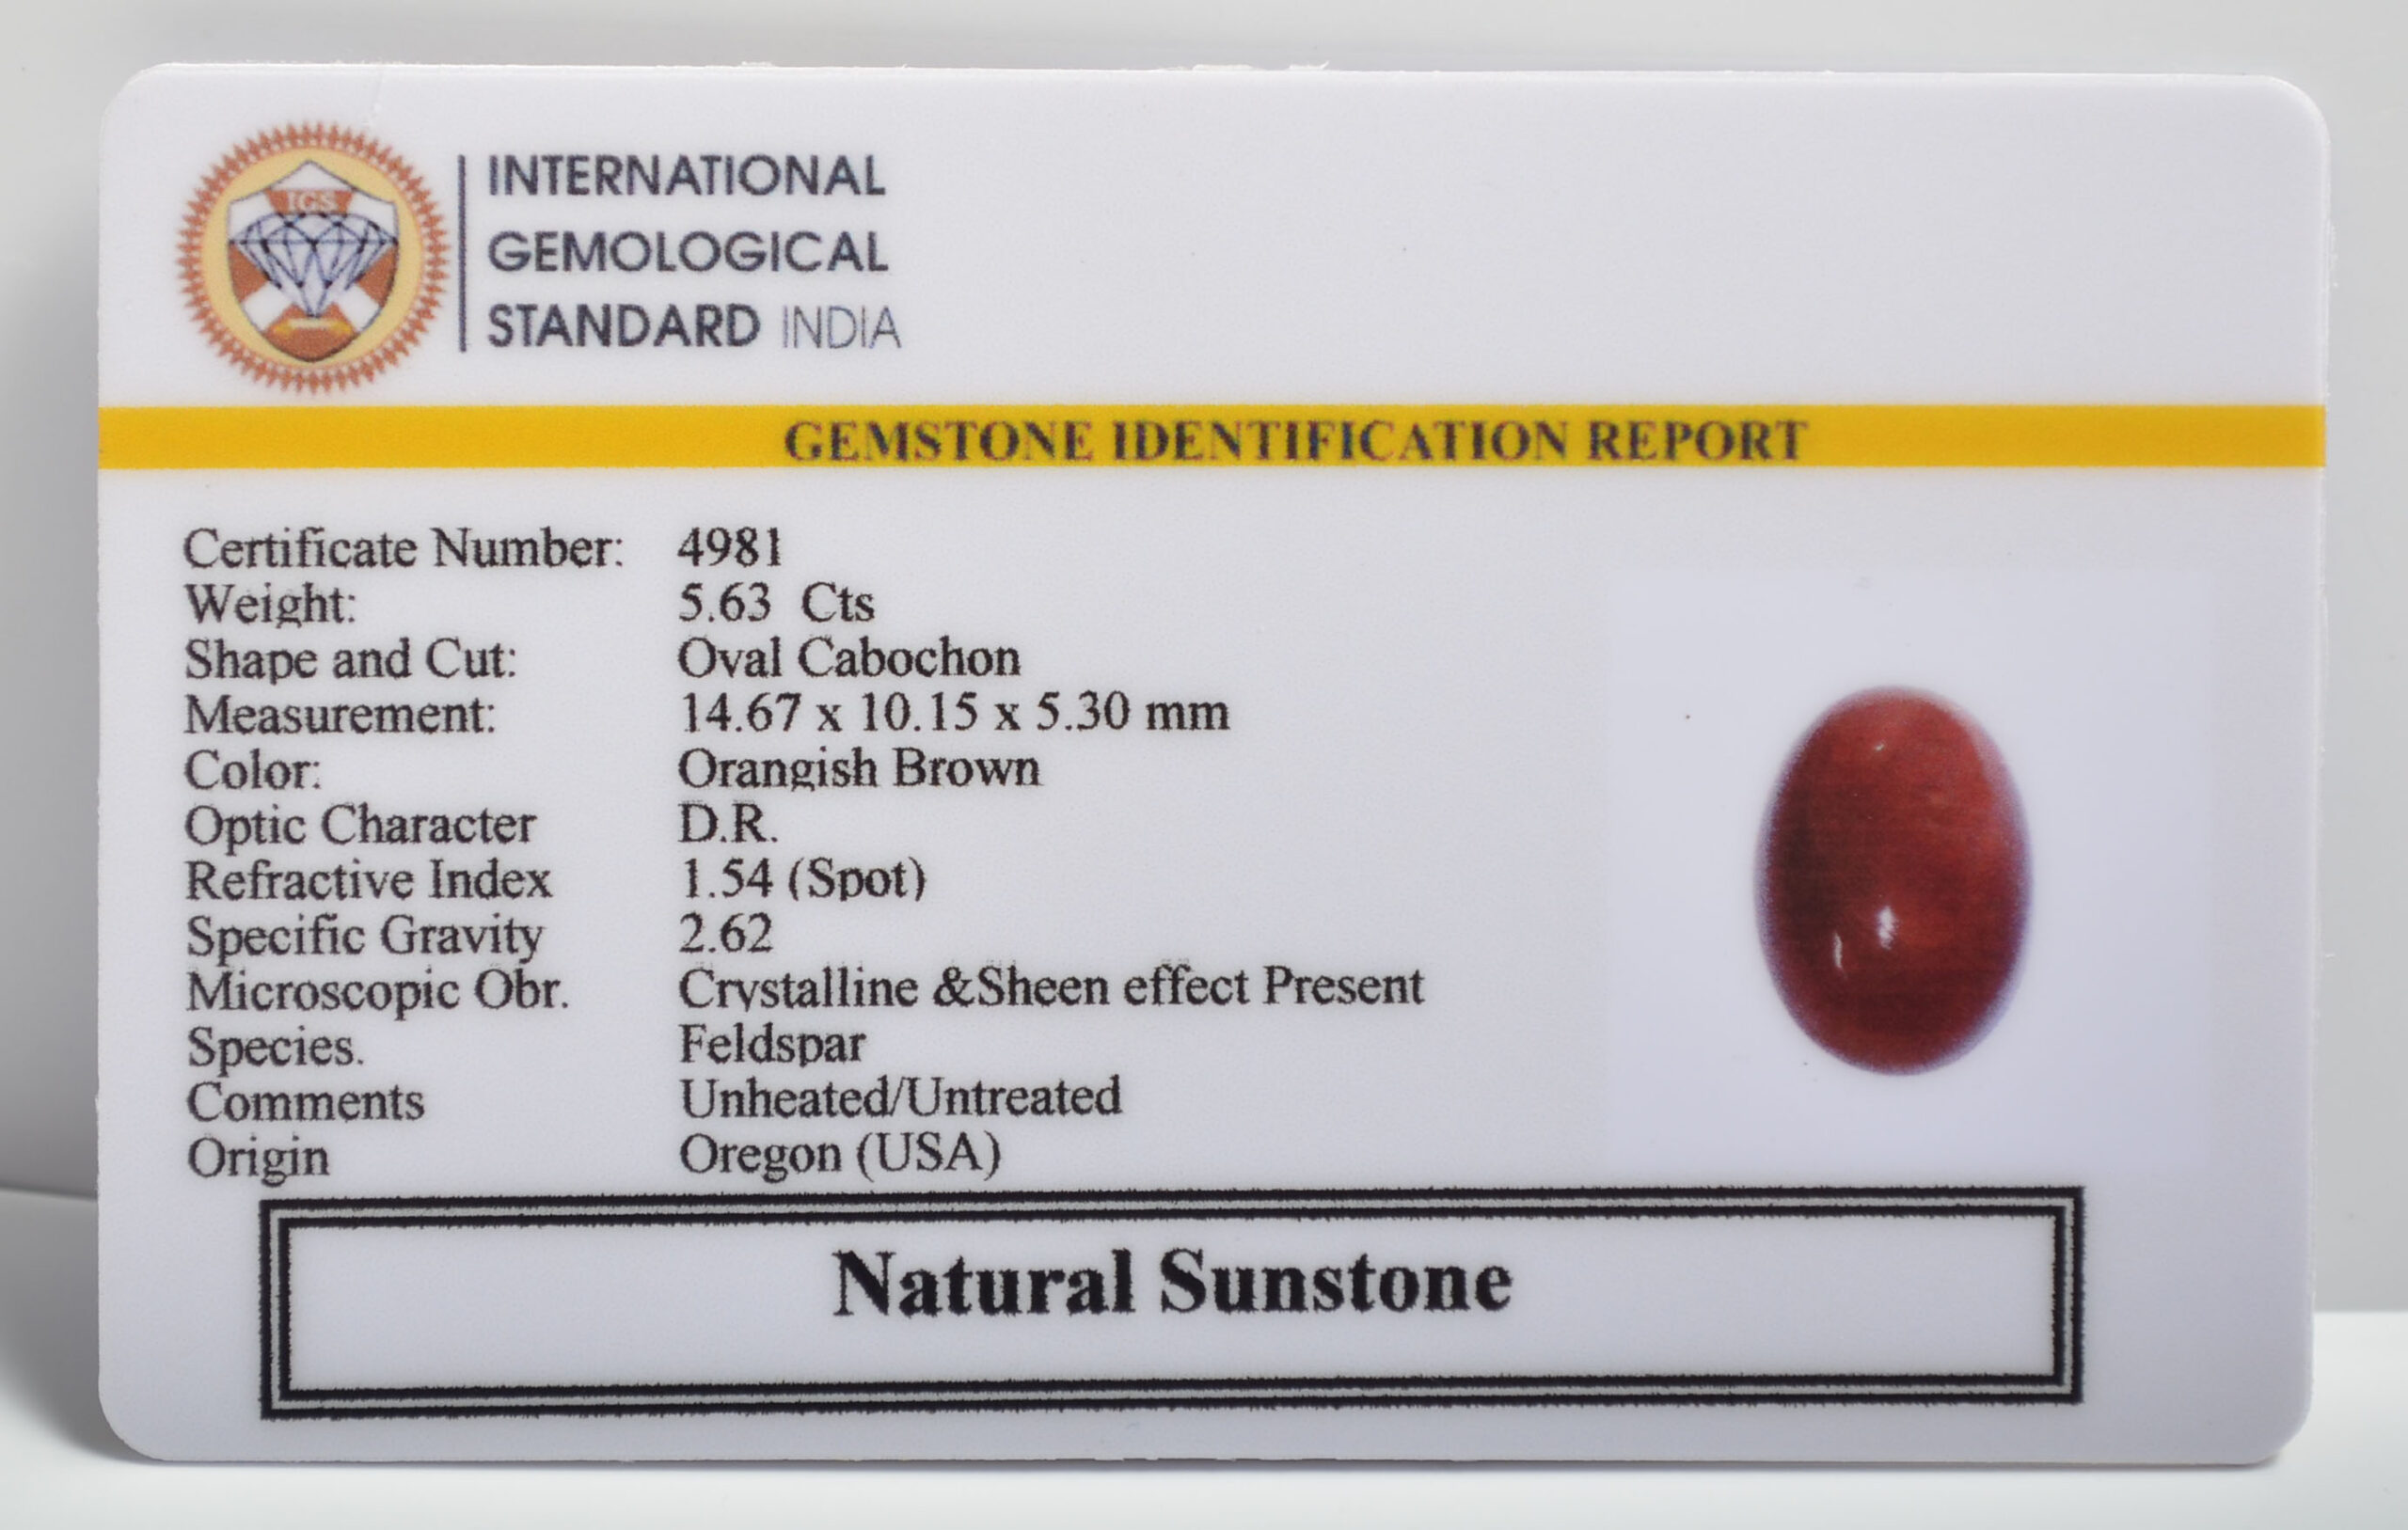 IGS
INTERNATIONAL
GEMOLOGICAL
STANDARD INDIA
GEMSTONE IDENTIFICATION REPORT
Certificate Number: 4981
Weight: 5.63 Cts
Shape and Cut: Oval Cabochon
Measurement: 14.67 x 10.15 x 5.30 mm
Color: Orangish Brown
Optic Character D.R.
Refractive Index 1.54 (Spot)
Specific Gravity 2.62
Microscopic Obr. Crystalline &Sheen effect Present
Species. Feldspar
Comments Unheated/Untreated
Origin Oregon (USA)
Natural Sunstone